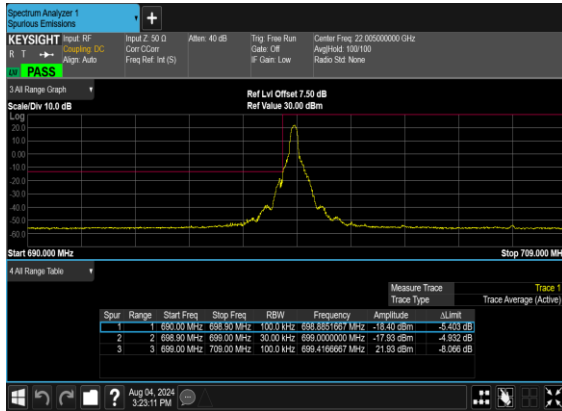 Spectrum Analyzer 1
Spurious Emissions
+
KEYSIGHT Input: RF Input Z: 50 Ω Atten: 40 dB Trig: Free Run Center Freq: 22.005000000 GHz
R T Coupling: DC Corr CCorr Gate: Off Avg|Hold: 100/100
Align: Auto Freq Ref: Int (S) IF Gain: Low Radio Std: None
PASS
3 All Range Graph
Scale/Div 10.0 dB Ref Lvl Offset 7.50 dB
Ref Value 30.00 dBm
Log
20.0
10.0
0.00
-10.0
-20.0
-30.0
-40.0
-50.0
-60.0
Start 690.000 MHz Stop 709.000 MH
4 All Range Table
Measure Trace Trace 1
Trace Type Trace Average (Active)
Spur Range Start Freq Stop Freq RBW Frequency Amplitude ΔLimit
1 1 690.00 MHz 698.90 MHz 100.0 kHz 698.8851667 MHz -18.40 dBm -5.403 dB
2 2 698.90 MHz 699.00 MHz 30.00 kHz 699.0000000 MHz -17.93 dBm -4.932 dB
3 3 699.00 MHz 709.00 MHz 100.0 kHz 699.4166667 MHz 21.93 dBm -8.066 dB
?
Aug 04, 2024
3:23:11 PM